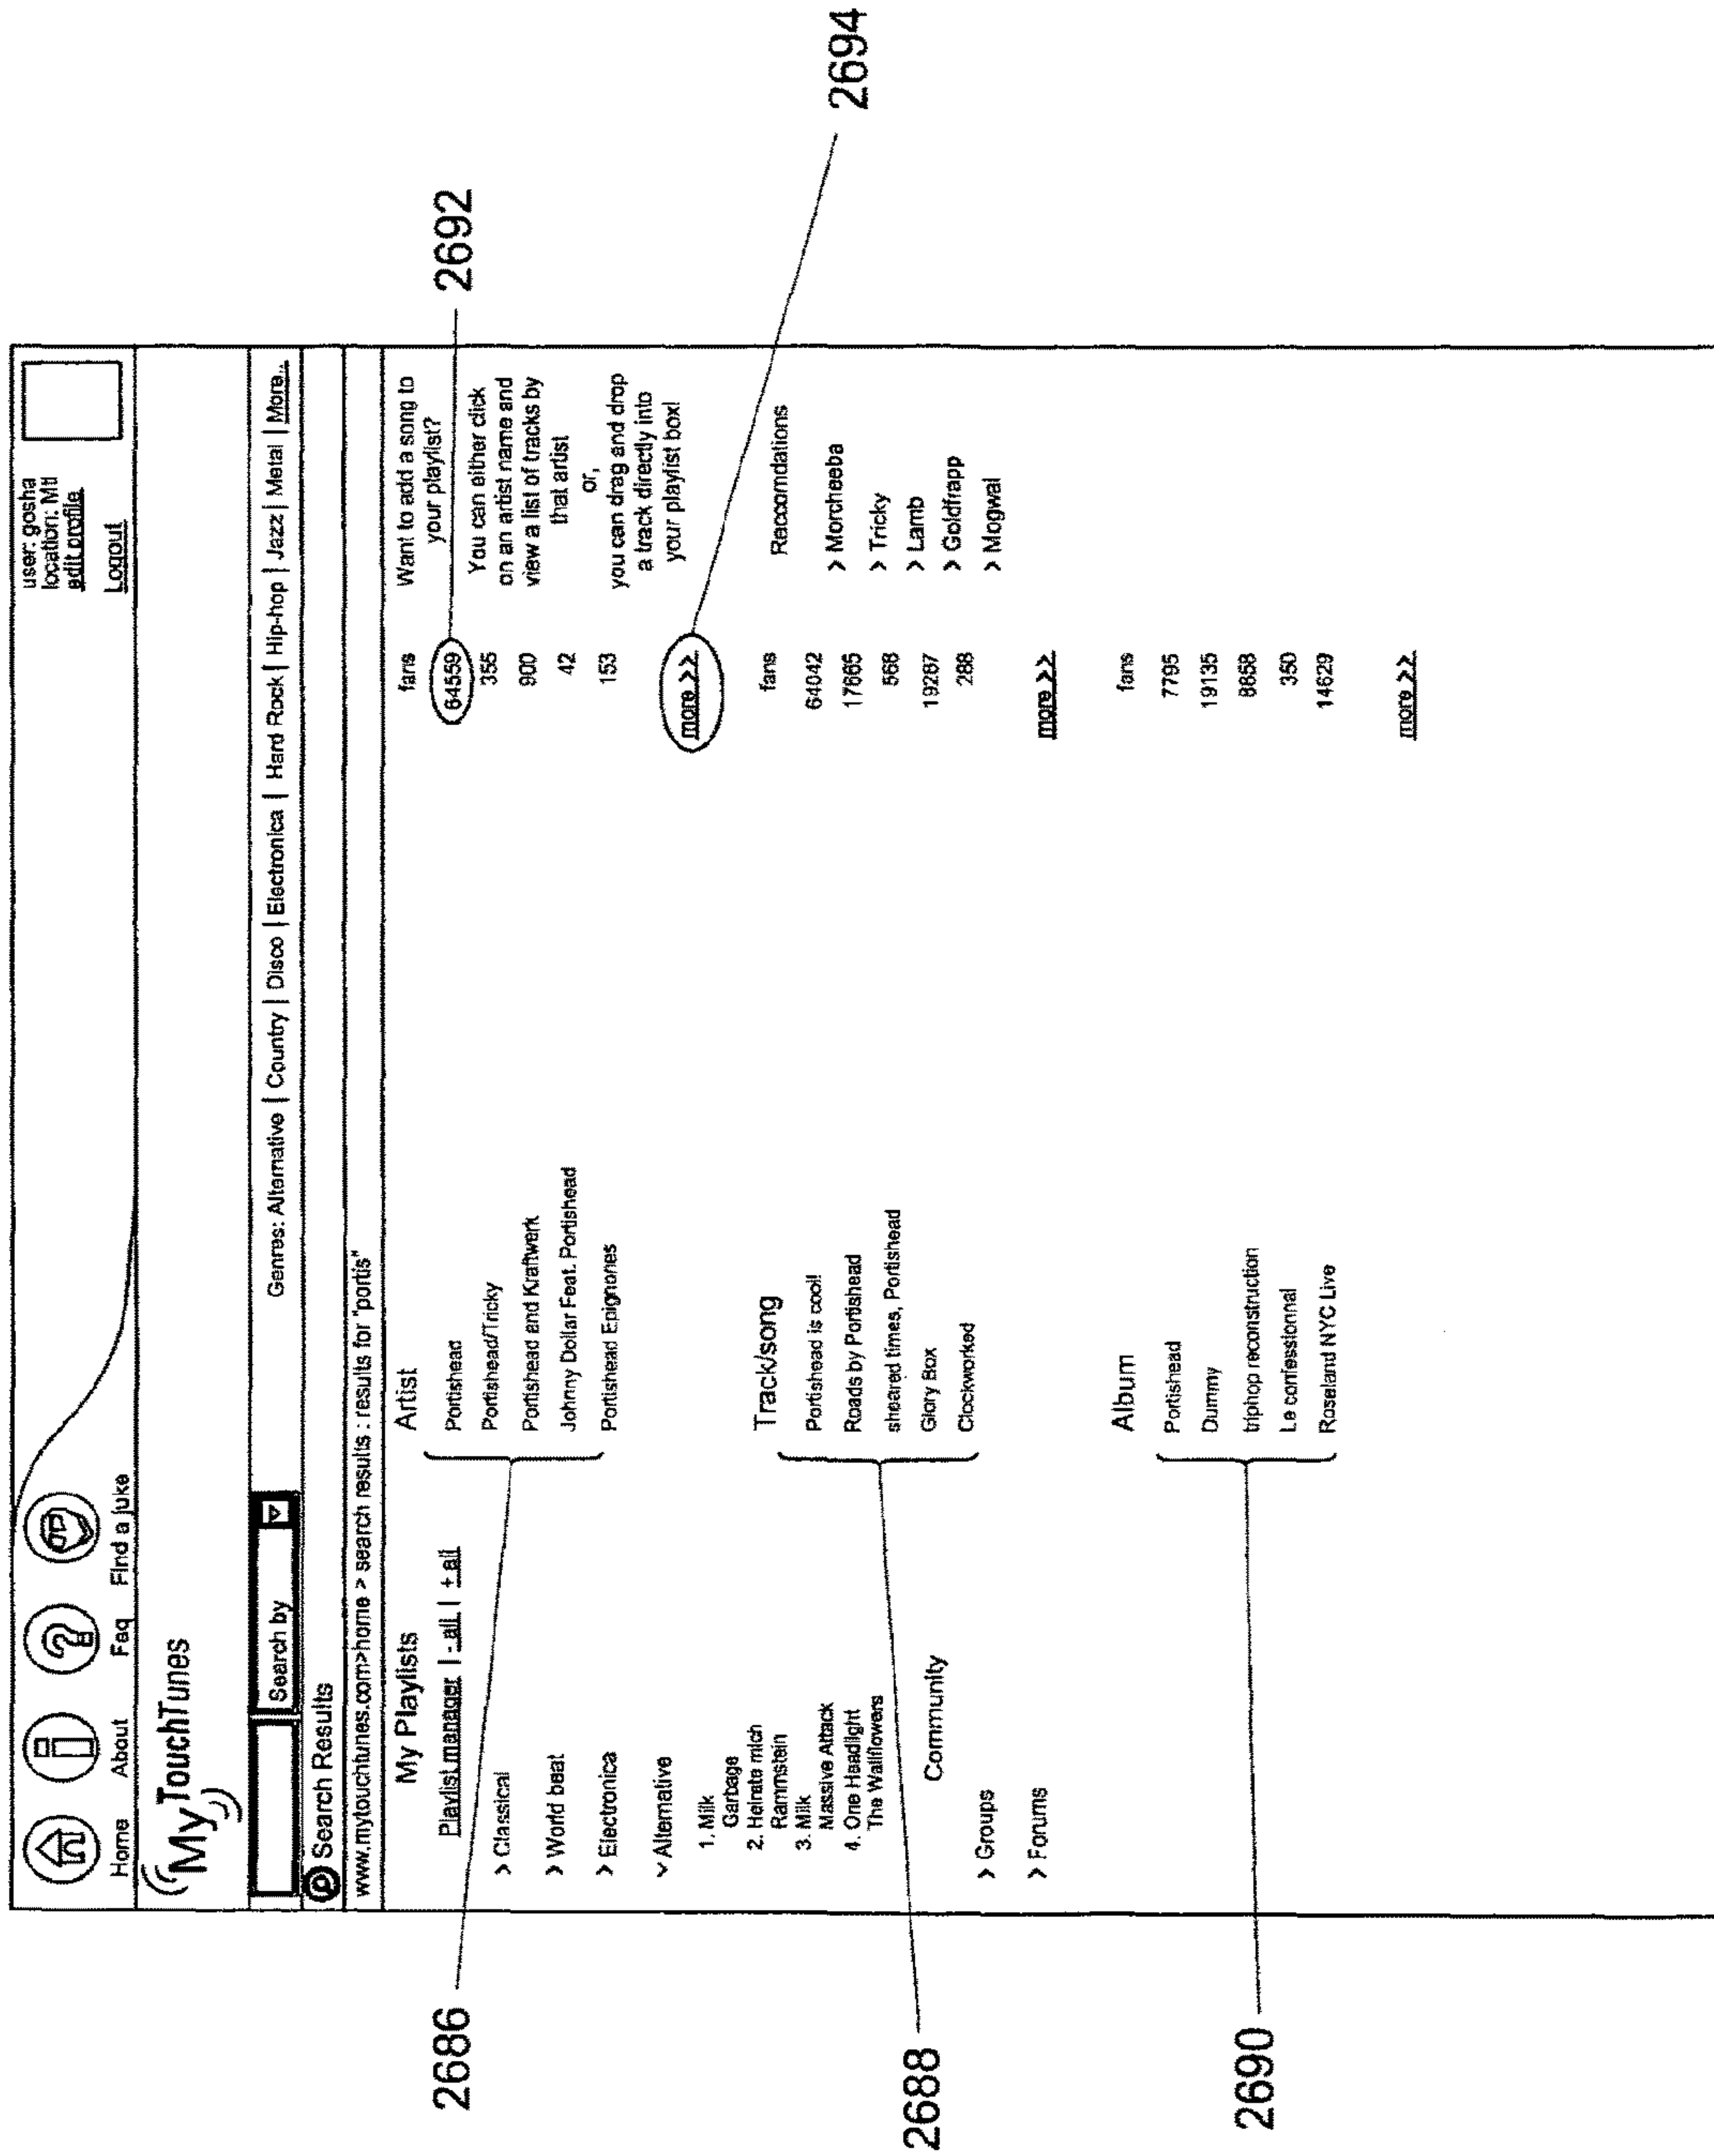 Home About Faq Find a juke
user: gosha
location: Mtl
edit profile
Logout
MyTouchTunes
Search by
Genres: Alternative | Country | Disco | Electronica | Hard Rock | Hip-hop | Jazz | Metal | More..
Search Results
www.mytouchtunes.com>home > search results : results for "portis"
My Playlists
Playlist manager | - all | + all
> Classical
> World beat
> Electronica
Alternative
1. Milk
Garbage
2. Heirate mich
Rammstein
3. Milk
Massive Attack
4. One Headlight
The Wallflowers
Community
> Groups
> Forums
Artist fans
Portishead 64559
Portishead/Tricky 355
Portishead and Kraftwerk 900
Johnny Dollar Feat. Portishead 42
Portishead Epignones 153
more >>
Track/song fans
Portishead is cool! 64042
Roads by Portishead 17665
sheared times, Portishead 568
Glory Box 19287
Clockworked 288
more >>
Album fans
Portishead 7795
Dummy 19135
triphop reconstruction 8658
Le confessionnal 350
Roseland NYC Live 14629
more >>
Want to add a song to
your playlist?
You can either click
on an artist name and
view a list of tracks by
that artist
or,
you can drag and drop
a track directly into
your playlist box!
Reccomdations
> Morcheeba
> Tricky
> Lamb
> Goldfrapp
> Mogwai
2686
2688
2690
2692
2694